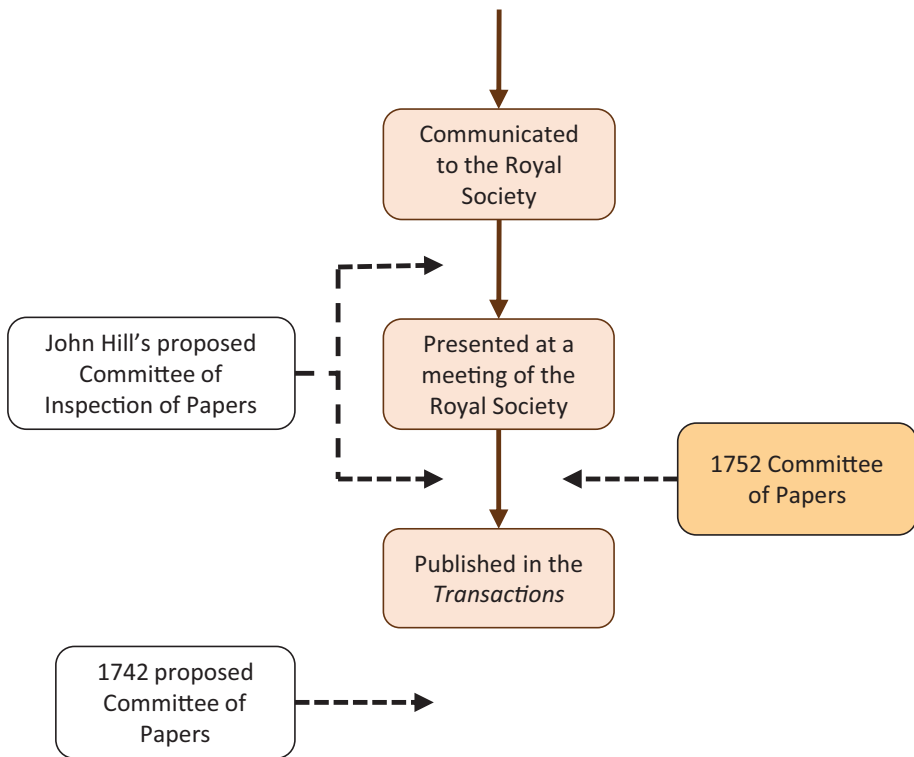 Communicated
to the Royal
Society
John Hill’s proposed
Committee of
Inspection of Papers
Presented at a
meeting of the
Royal Society
1752 Committee
of Papers
Published in the
Transactions
1742 proposed
Committee of
Papers